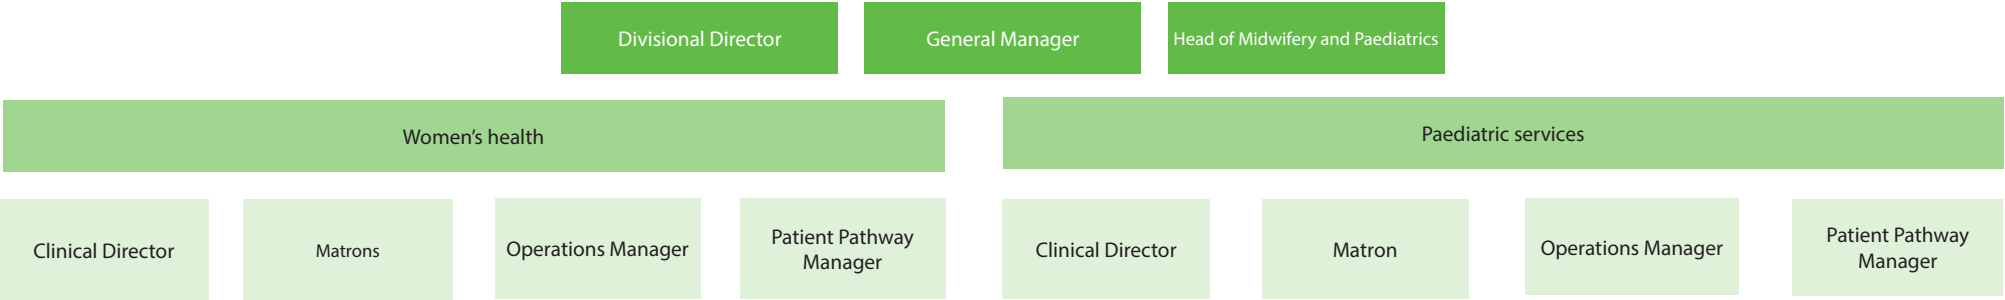 Divisional Director
General Manager
Head of Midwifery and Paediatrics
Women’s health
Paediatric services
Clinical Director
Matrons
Operations Manager
Patient Pathway
Manager
Clinical Director
Matron
Operations Manager
Patient Pathway
Manager